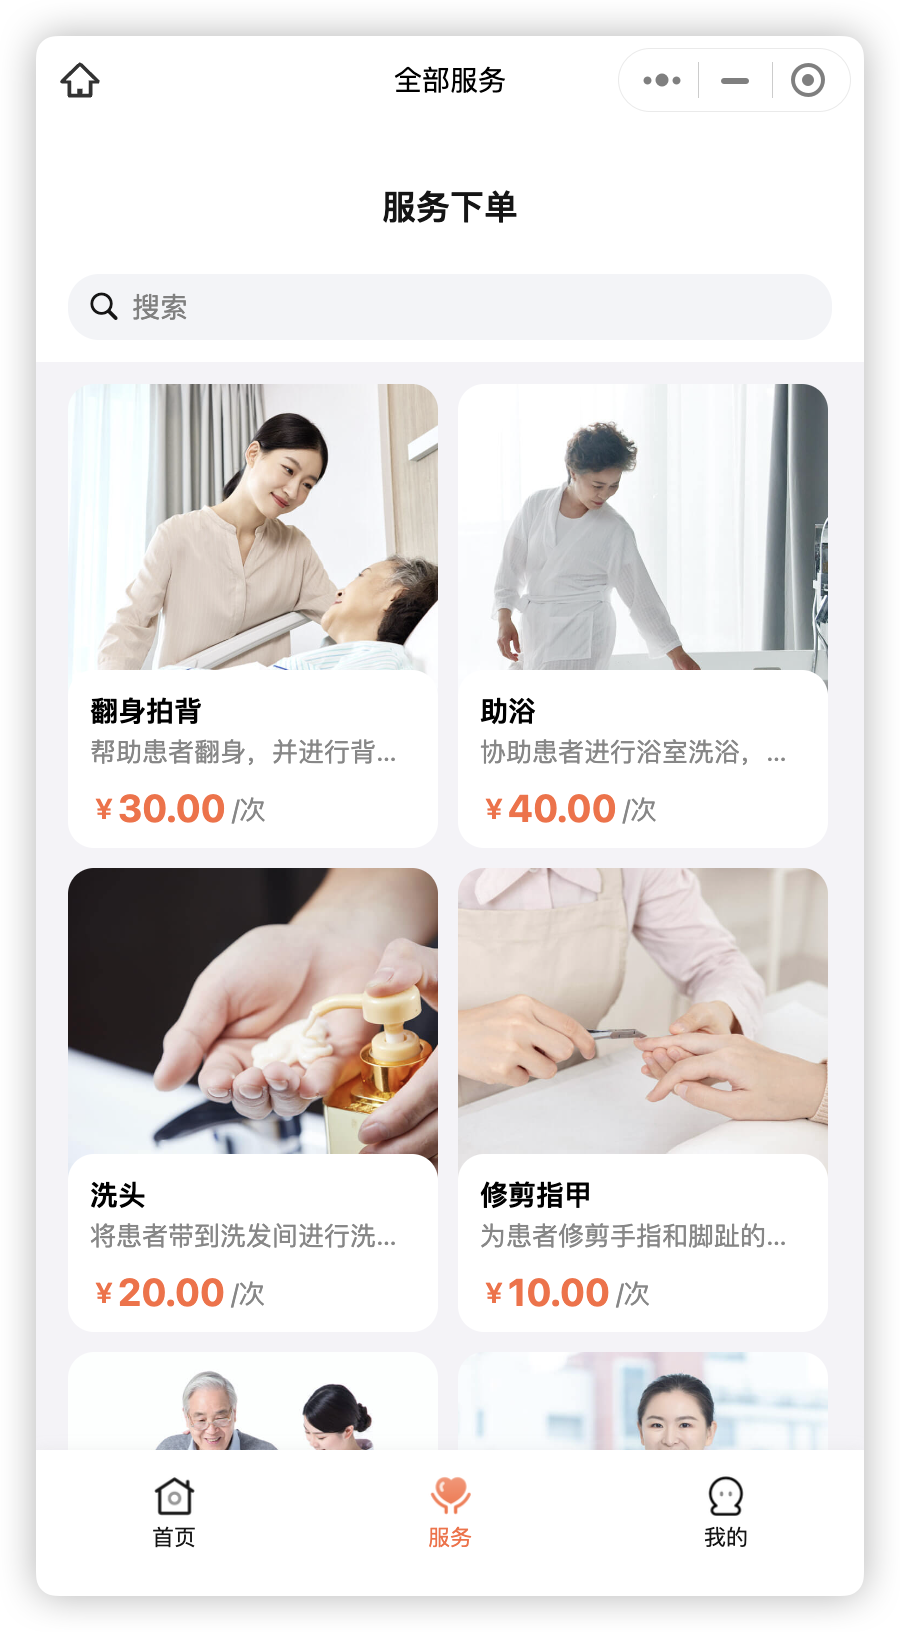 全部服务
服务下单
搜索
翻身拍背
帮助患者翻身，并进行背...
¥30.00 /次
助浴
协助患者进行浴室洗浴，...
¥40.00 /次
洗头
将患者带到洗发间进行洗...
¥20.00 /次
修剪指甲
为患者修剪手指和脚趾的...
¥10.00 /次
首页
服务
我的